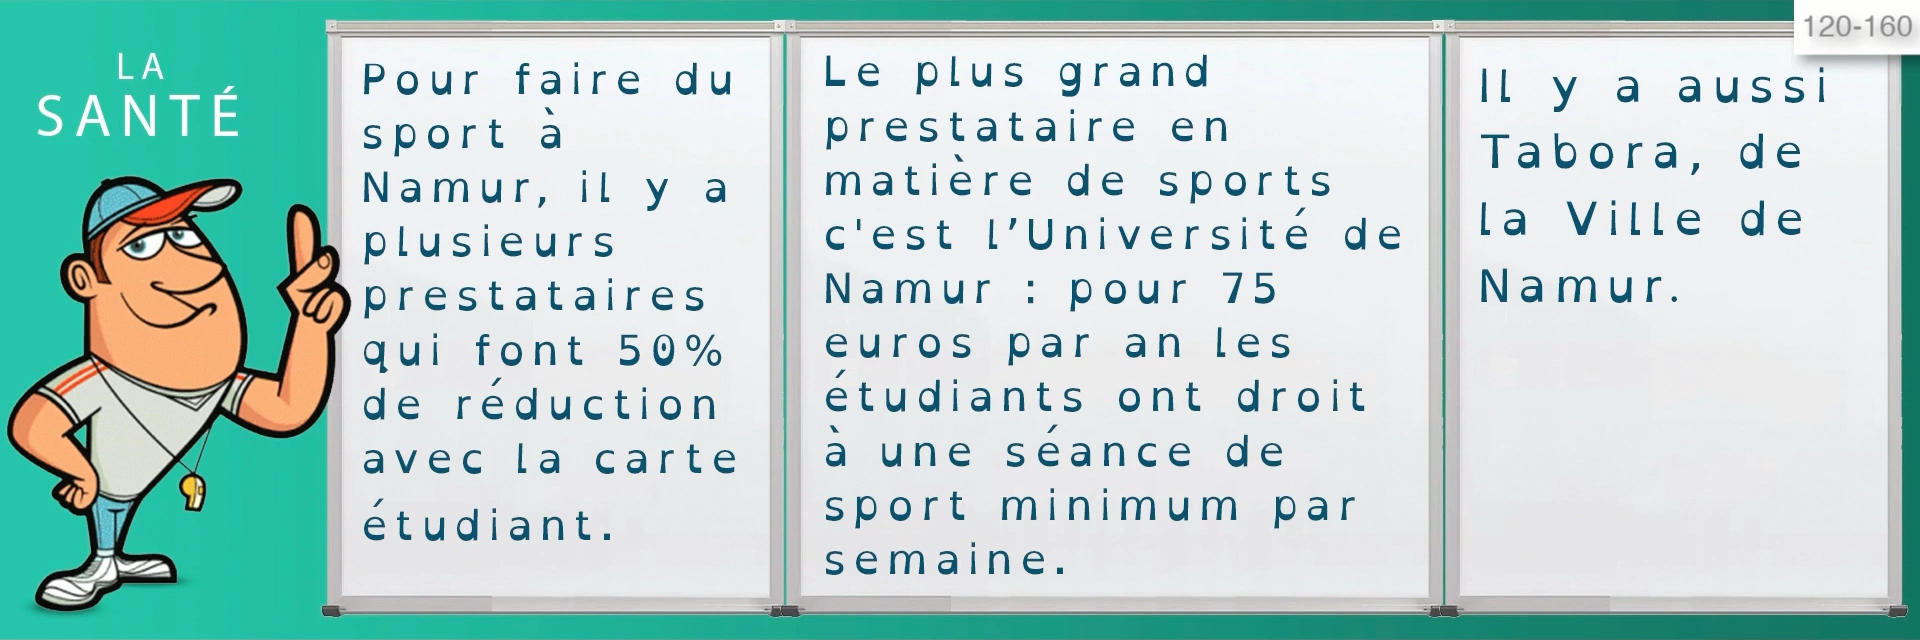 LA
SANTÉ
Pour faire du
sport à
Namur, il y a
plusieurs
prestataires
qui font 50%
de réduction
avec la carte
étudiant.
Le plus grand
prestataire en
matière de sports
c'est l’Université de
Namur : pour 75
euros par an les
étudiants ont droit
à une séance de
sport minimum par
semaine.
120-160
Il y a aussi
Tabora, de
la Ville de
Namur.